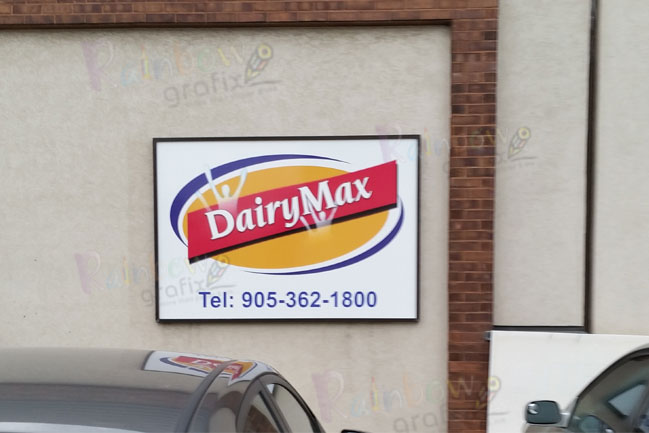 Rainbow
grafix
DairyMax
Tel: 905-362-1800